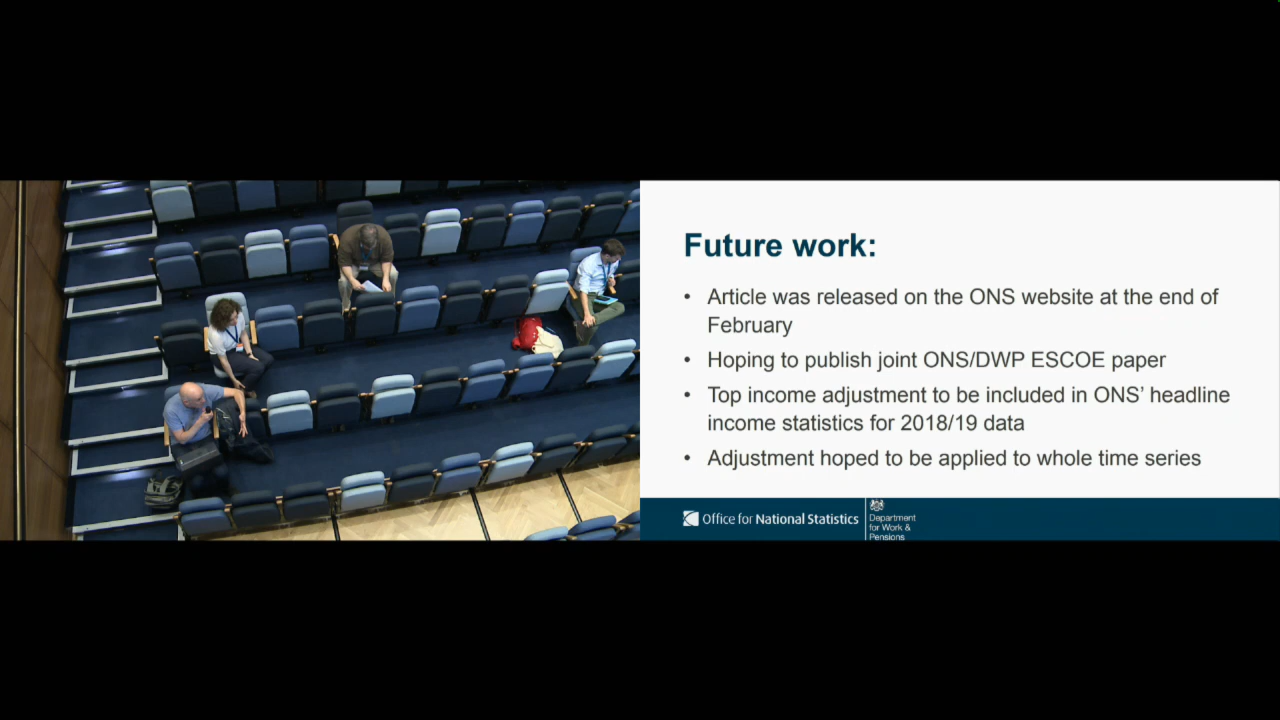 Future work:
• Article was released on the ONS website at the end of
February
• Hoping to publish joint ONS/DWP ESCOE paper
• Top income adjustment to be included in ONS’ headline
income statistics for 2018/19 data
• Adjustment hoped to be applied to whole time series
Office for National Statistics
Department
for Work &
Pensions